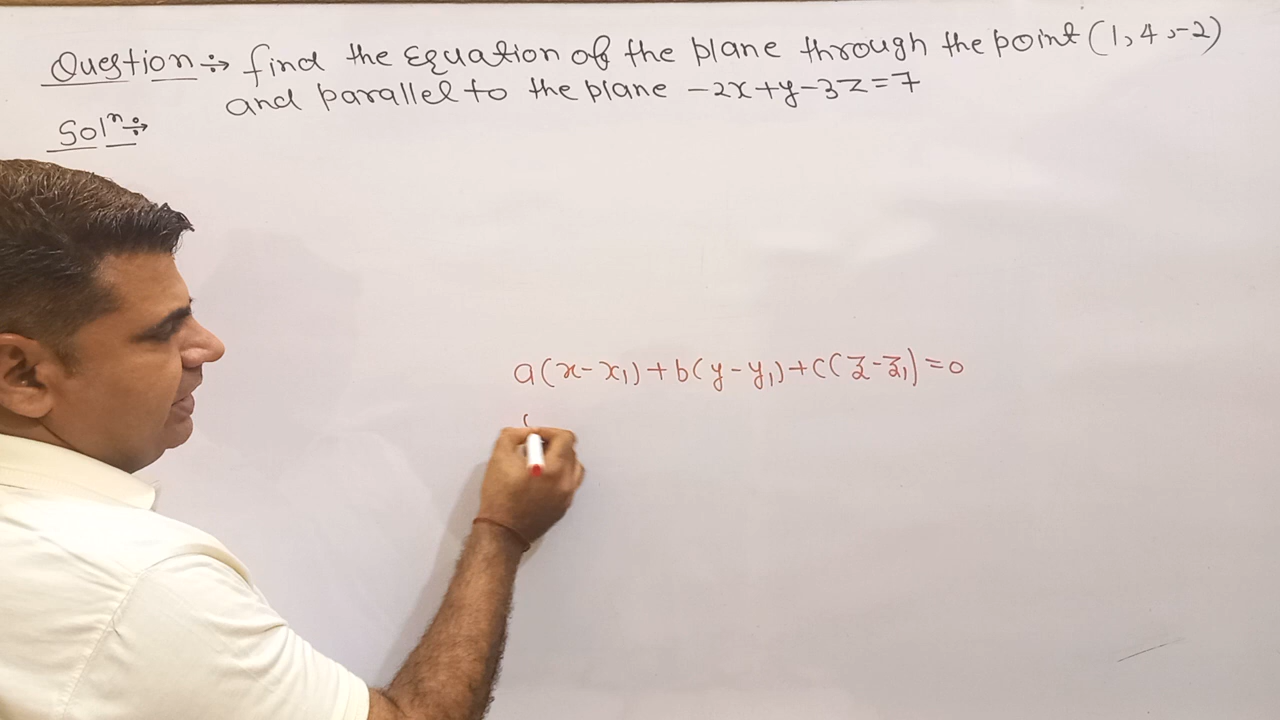 Question :→ find the Equation of the plane through the point (1, 4, -2)
and parallel to the plane -2x+y-3z=7
Solⁿ :→
a(x-x₁)+b(y-y₁)+c(z-z₁)=0